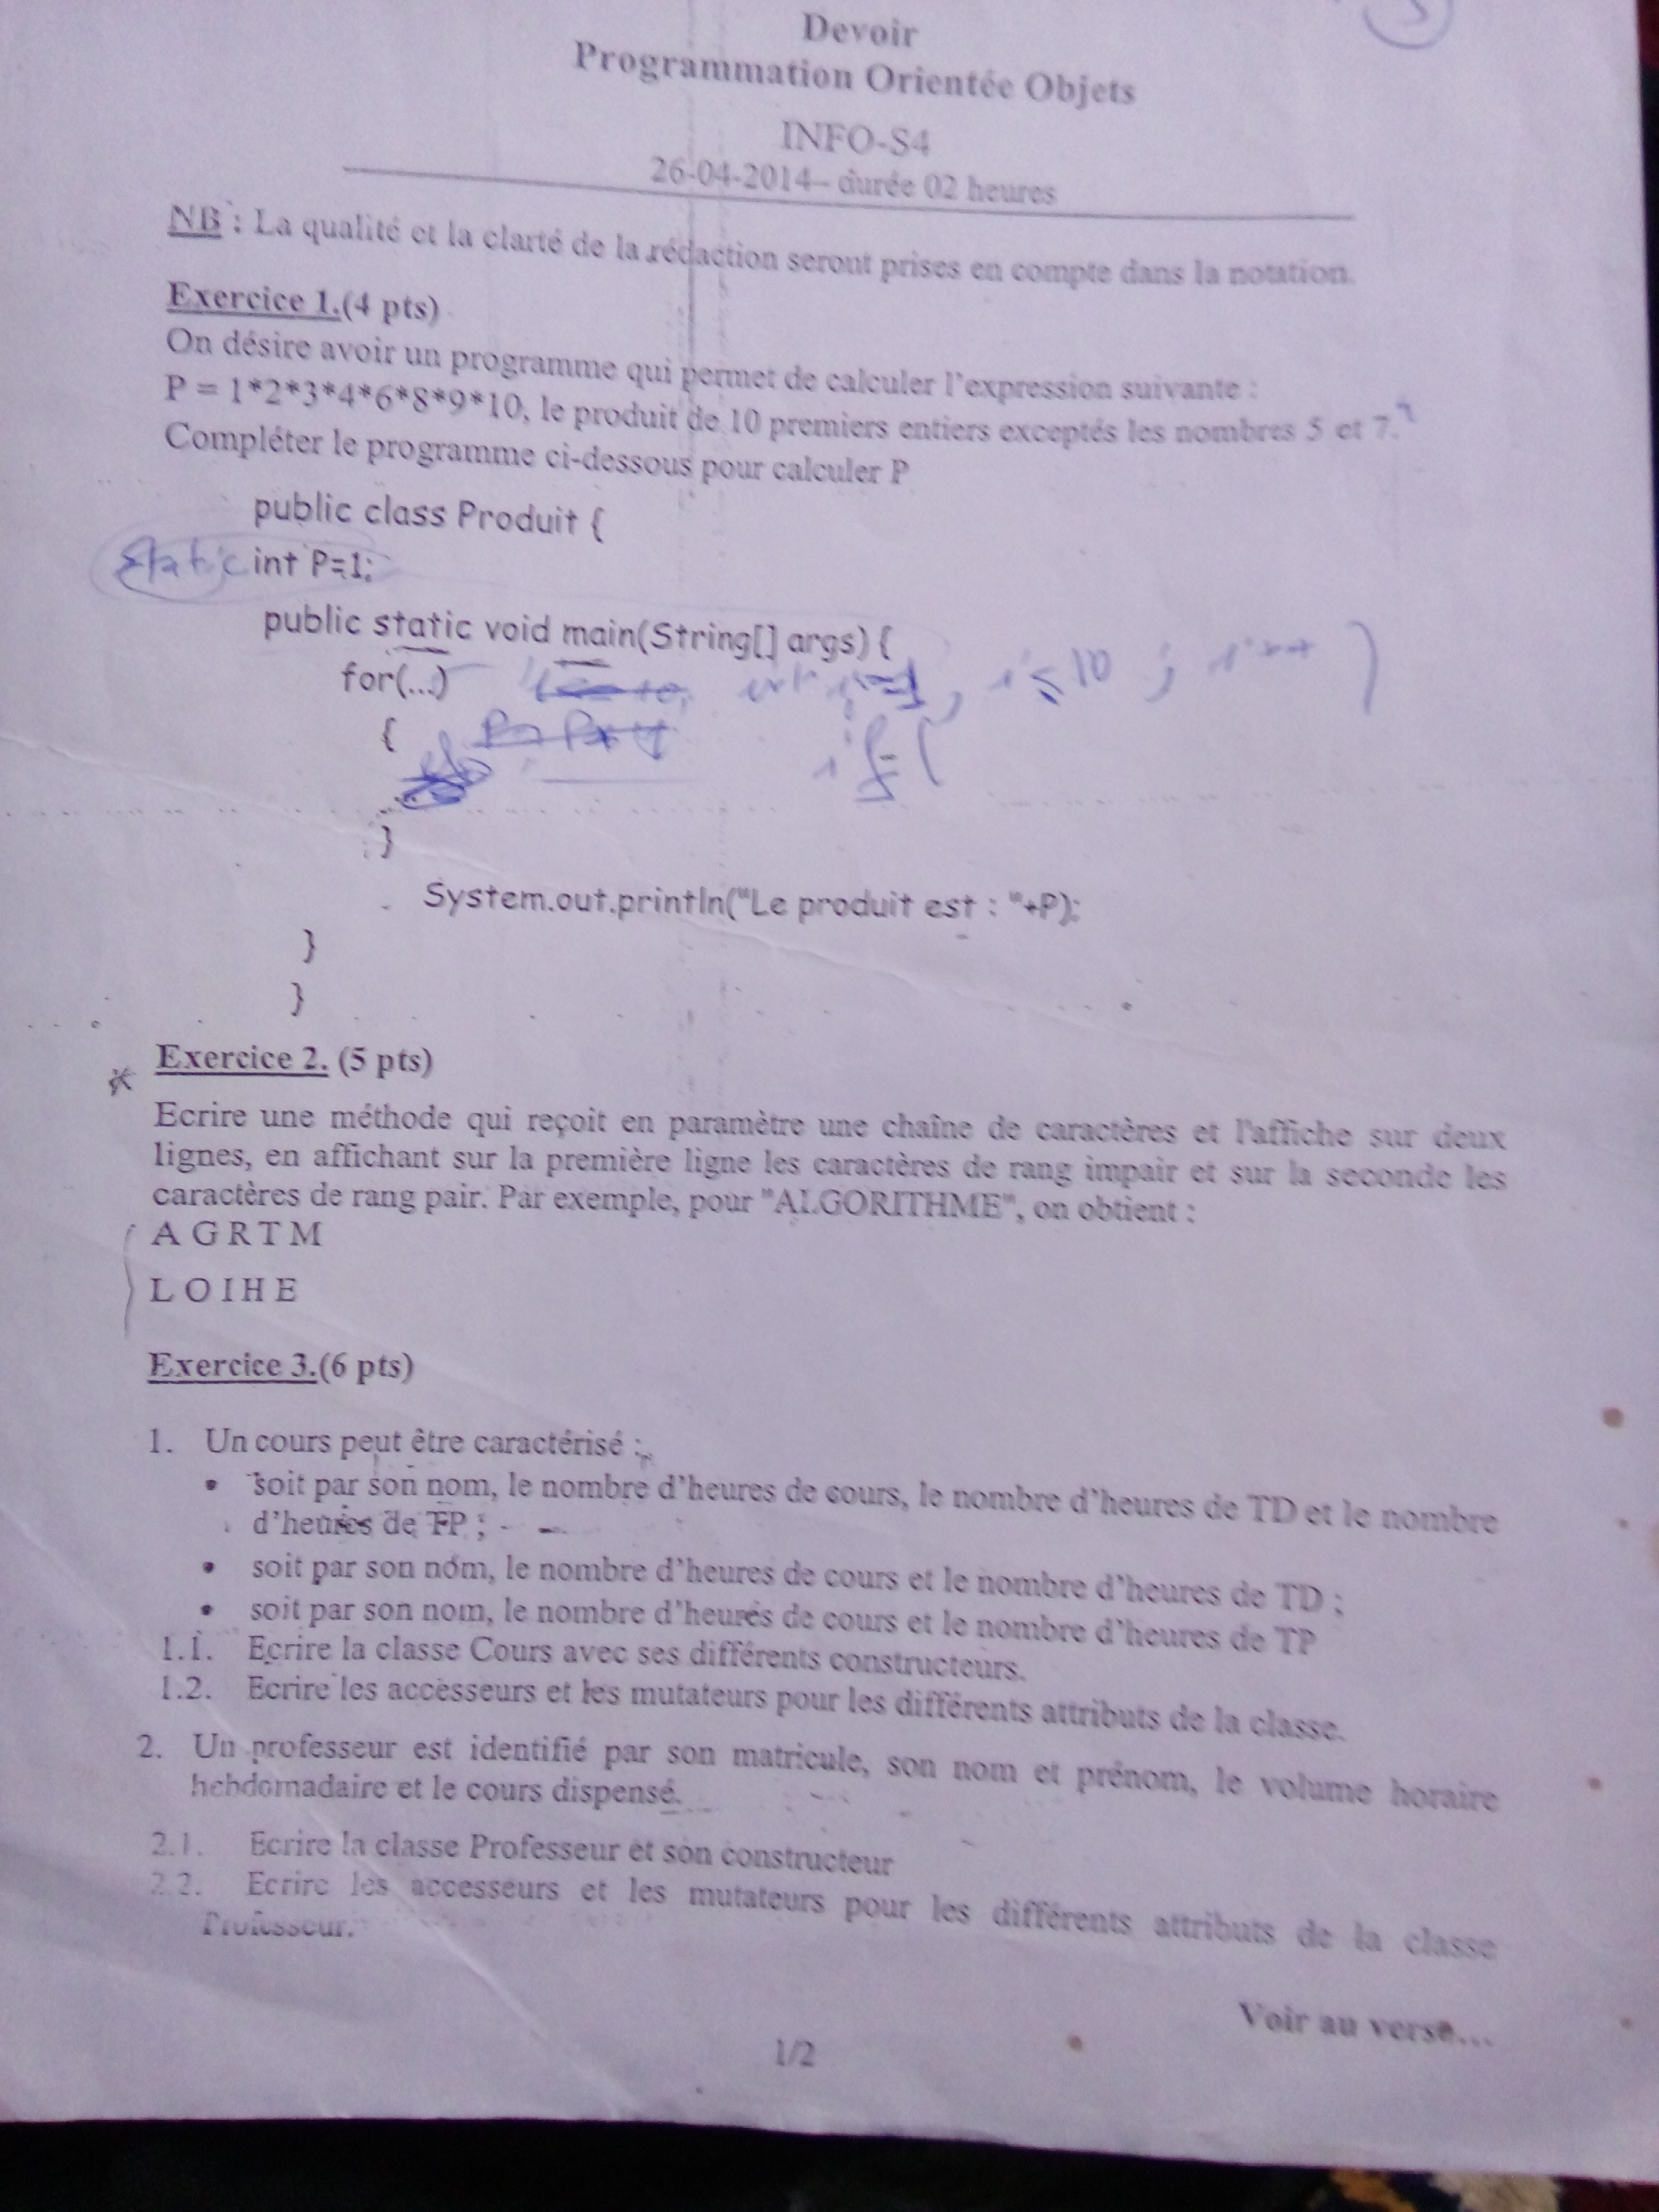 Devoir
Programmation Orientée Objets
INFO-S4
26-04-2014– durée 02 heures
NB : La qualité et la clarté de la rédaction seront prises en compte dans la notation.
Exercice 1.(4 pts)
On désire avoir un programme qui permet de calculer l'expression suivante :
P = 1*2*3*4*6*8*9*10, le produit de 10 premiers entiers exceptés les nombres 5 et 7.
Compléter le programme ci-dessous pour calculer P
public class Produit {
static int P=1;
public static void main(String[] args) {
for(...) int i=1, i≤10 ; i++ )
{ if (
}
System.out.println("Le produit est : "+P);
}
}
Exercice 2. (5 pts)
Ecrire une méthode qui reçoit en paramètre une chaîne de caractères et l'affiche sur deux
lignes, en affichant sur la première ligne les caractères de rang impair et sur la seconde les
caractères de rang pair. Par exemple, pour "ALGORITHME", on obtient :
A G R T M
L O I H E
Exercice 3.(6 pts)
1. Un cours peut être caractérisé :
• soit par son nom, le nombre d'heures de cours, le nombre d'heures de TD et le nombre
d'heures de TP ;
• soit par son nom, le nombre d'heures de cours et le nombre d'heures de TD ;
• soit par son nom, le nombre d'heures de cours et le nombre d'heures de TP
1.1. Ecrire la classe Cours avec ses différents constructeurs.
1.2. Ecrire les accesseurs et les mutateurs pour les différents attributs de la classe.
2. Un professeur est identifié par son matricule, son nom et prénom, le volume horaire
hebdomadaire et le cours dispensé.
2.1. Ecrire la classe Professeur et son constructeur
2.2. Ecrire les accesseurs et les mutateurs pour les différents attributs de la classe
Professeur.
Voir au verso...
1/2